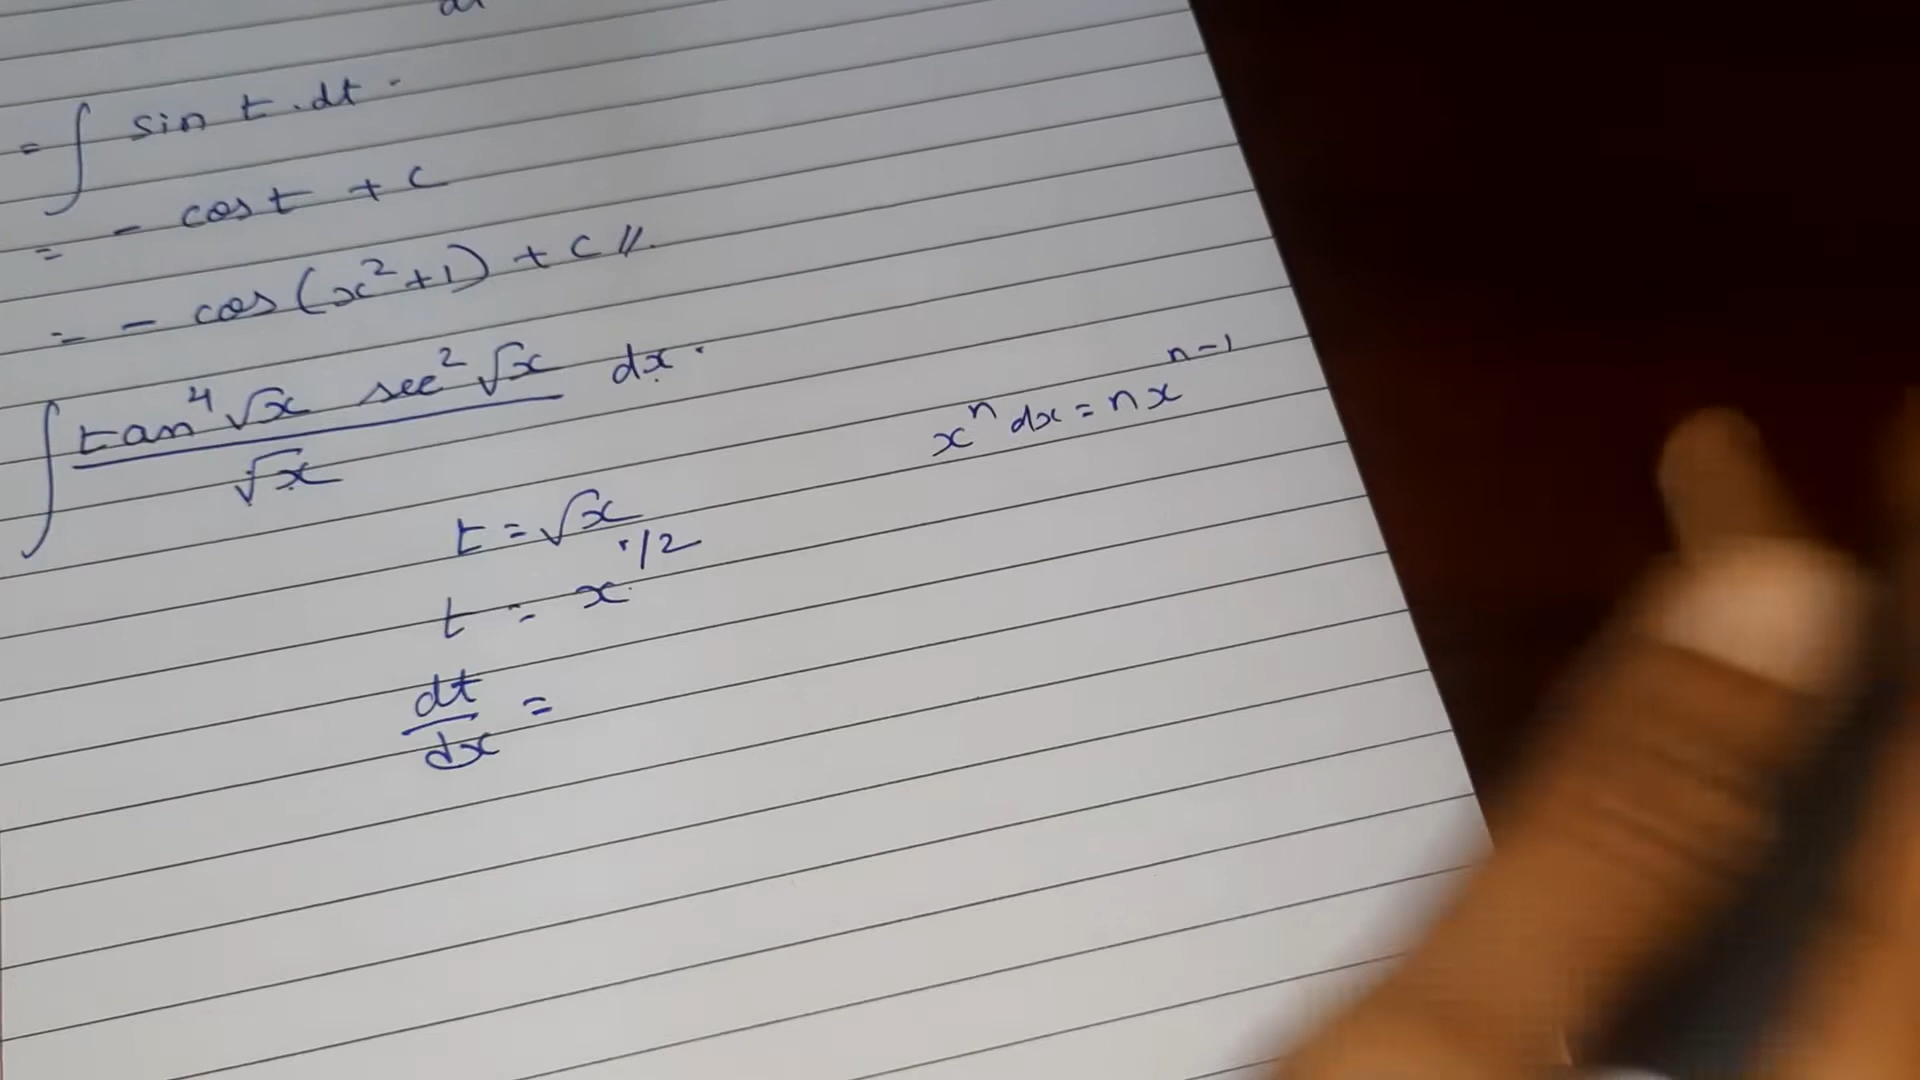 = ∫ sin t . dt .
= - cos t + c
= - cos (x² + 1) + c //.
∫ tan⁴ √x sec² √x / √x dx .
xⁿ dx = n xⁿ⁻¹
t = √x
t = x^1/2
dt/dx =